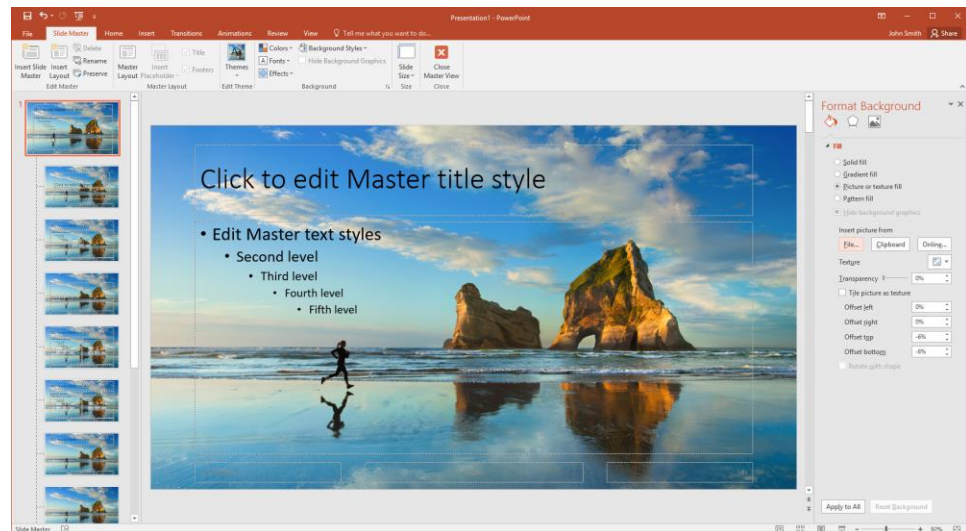 Presentation1 - PowerPoint
File Slide Master Home Insert Transitions Animations Review View Tell me what you want to do... John Smith Share
Insert Slide Master
Insert Layout
Delete
Rename
Preserve
Edit Master
Master Layout
Insert Placeholder
Title
Footers
Master Layout
Themes
Edit Theme
Colors
Fonts
Effects
Background Styles
Hide Background Graphics
Background
Slide Size
Size
Close Master View
Close
1
Click to edit Master title style
• Edit Master text styles
• Second level
• Third level
• Fourth level
• Fifth level
Format Background
Fill
Solid fill
Gradient fill
Picture or texture fill
Pattern fill
Hide background graphics
Insert picture from
File... Clipboard Online...
Texture
Transparency 0%
Tile picture as texture
Offset left 0%
Offset right 0%
Offset top -6%
Offset bottom -6%
Rotate with shape
Apply to All Reset Background
Slide Master